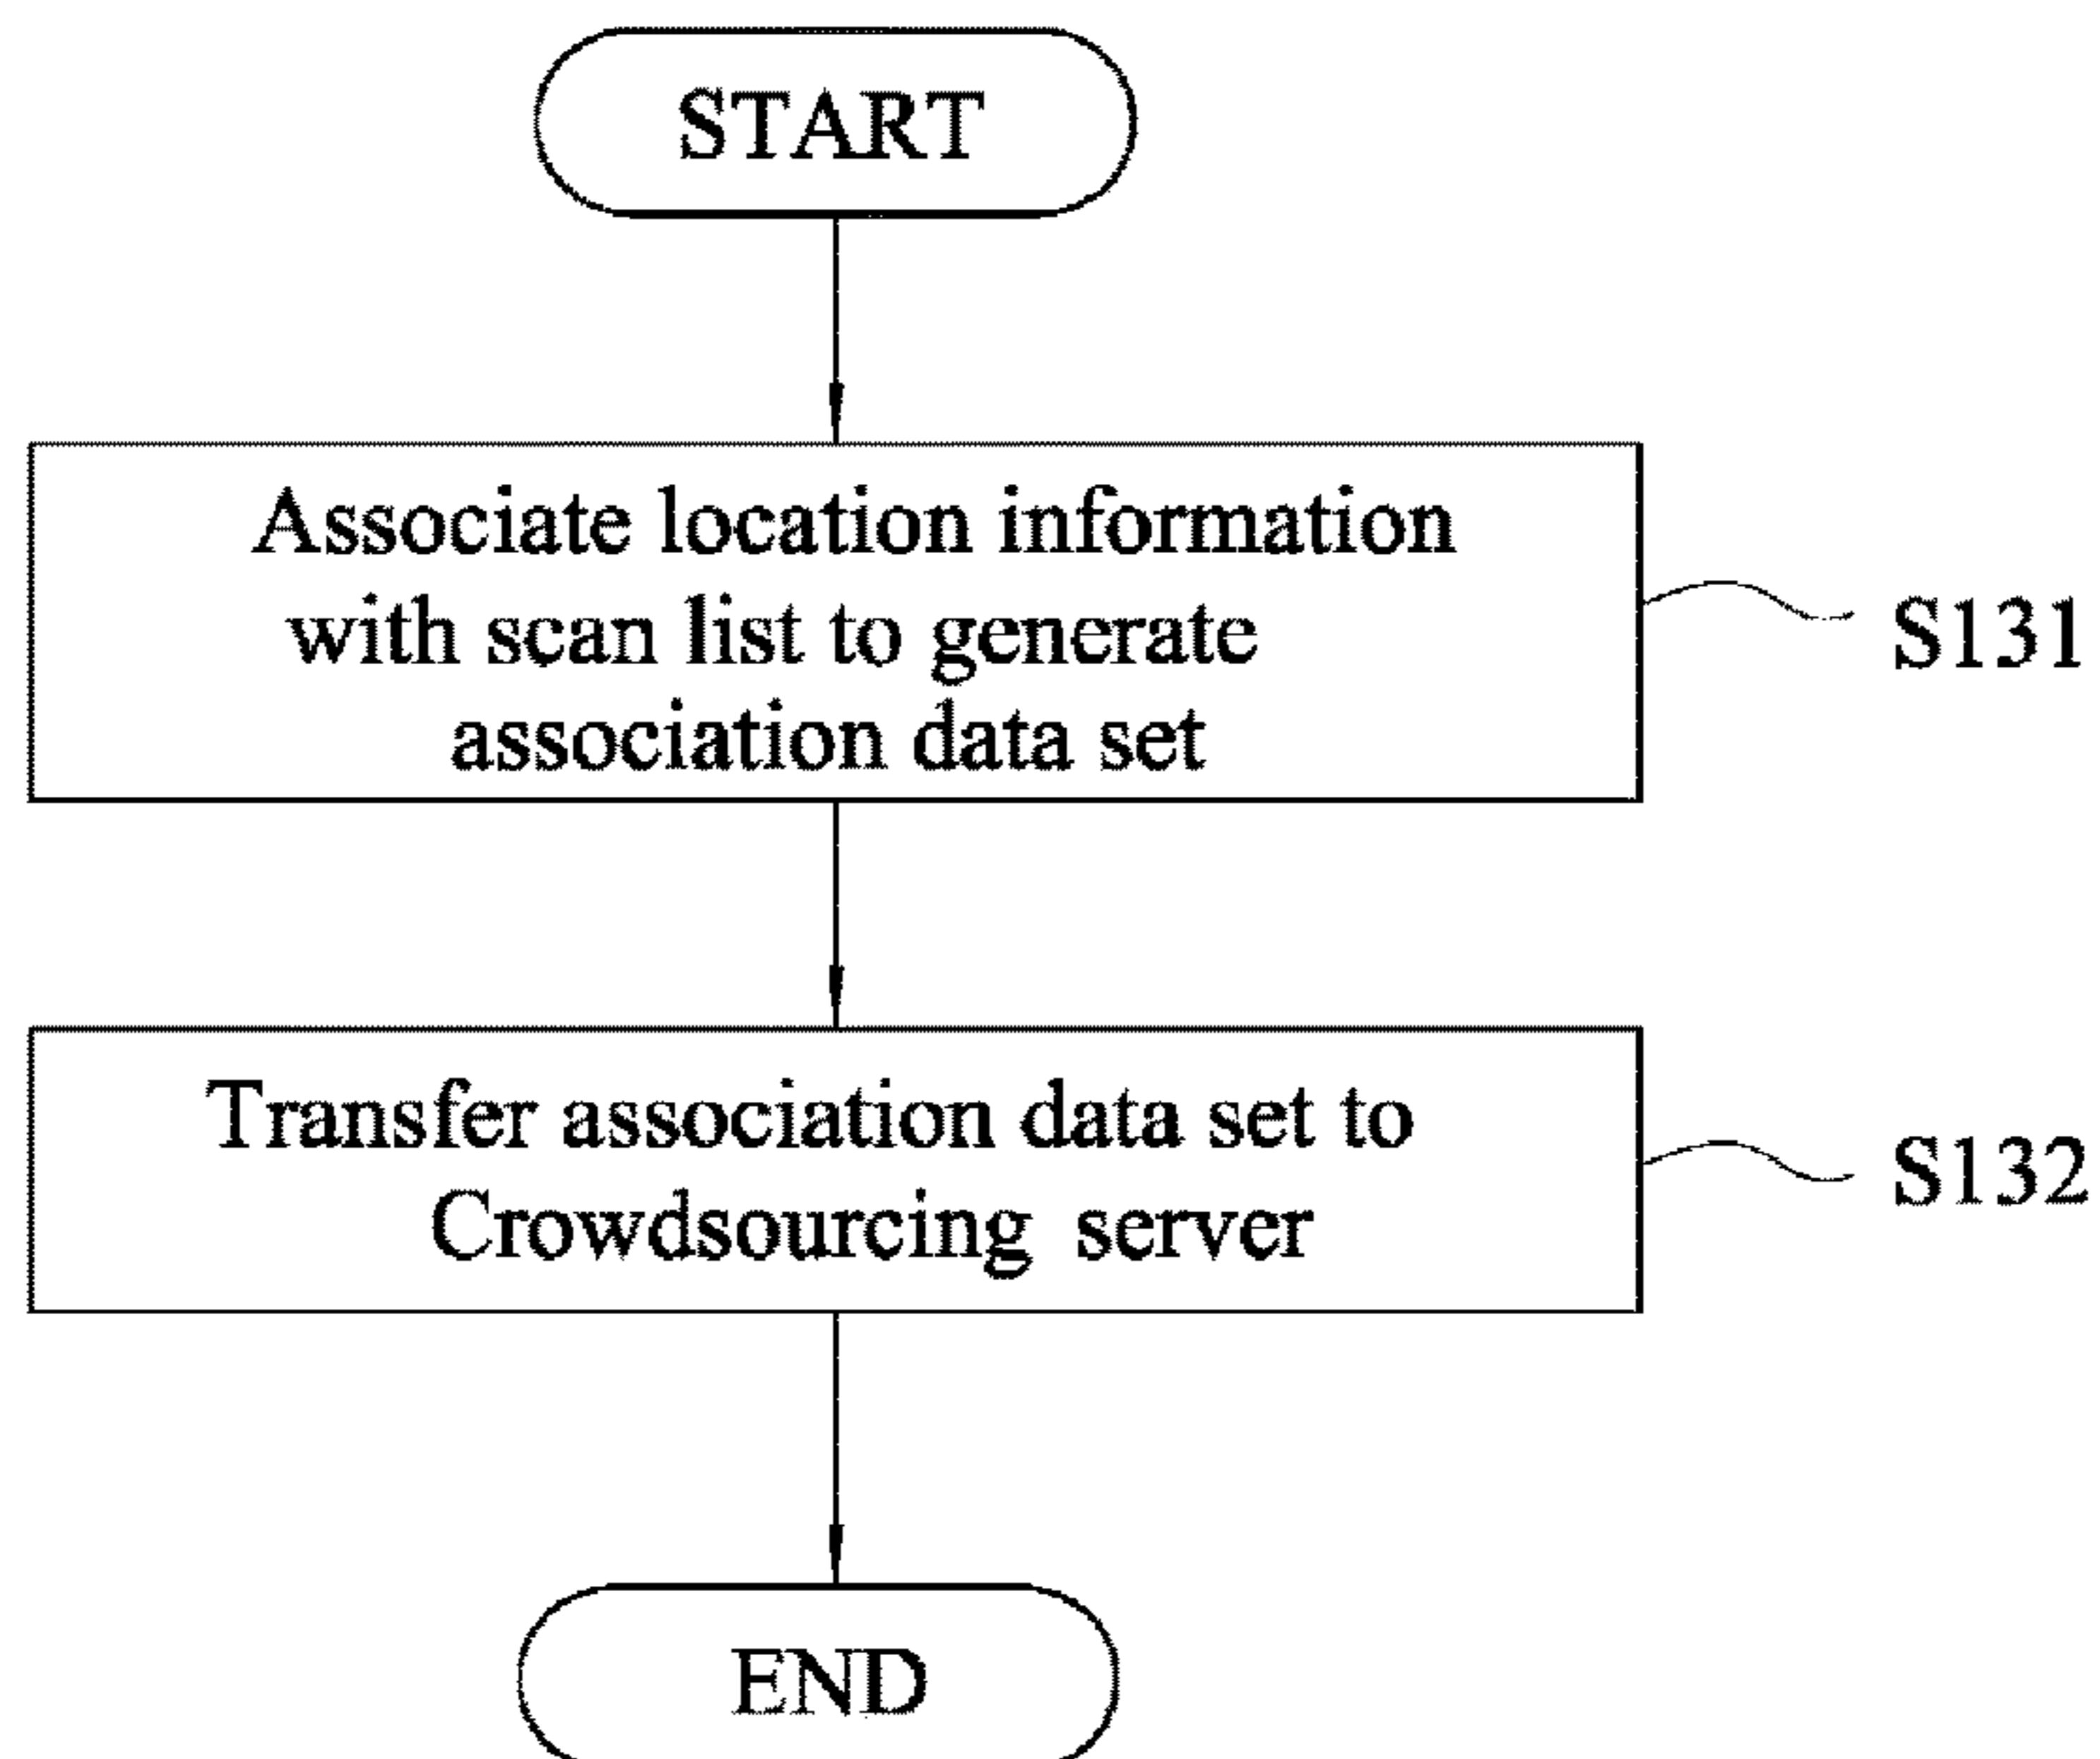 START
Associate location information
with scan list to generate
association data set
S131
Transfer association data set to
Crowdsourcing server
S132
END